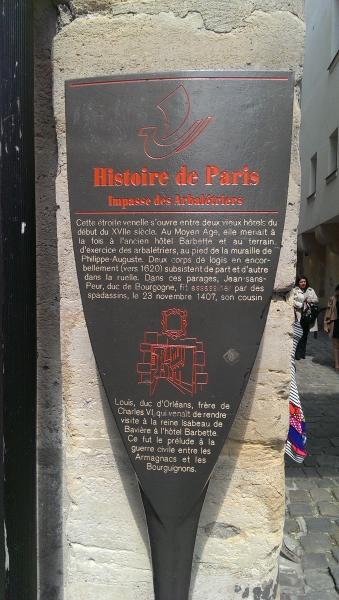 Histoire de Paris
Impasse des Arbalétriers
Cette étroite venelle s'ouvre entre deux vieux hôtels du
début du XVIIe siècle. Au Moyen Age, elle menait à
la fois à l'ancien hôtel Barbette et au terrain
d'exercice des arbalétriers, au pied de la muraille de
Philippe-Auguste. Deux corps de logis en encor-
bellement (vers 1620) subsistent de part et d'autre
dans la ruelle. Dans ces parages, Jean-sans-
Peur, duc de Bourgogne, fit assassiner par des
spadassins, le 23 novembre 1407, son cousin
Louis, duc d'Orléans, frère de
Charles VI, qui venait de rendre
visite à la reine Isabeau de
Bavière à l'hôtel Barbette.
Ce fut le prélude à la
guerre civile entre les
Armagnacs et les
Bourguignons.